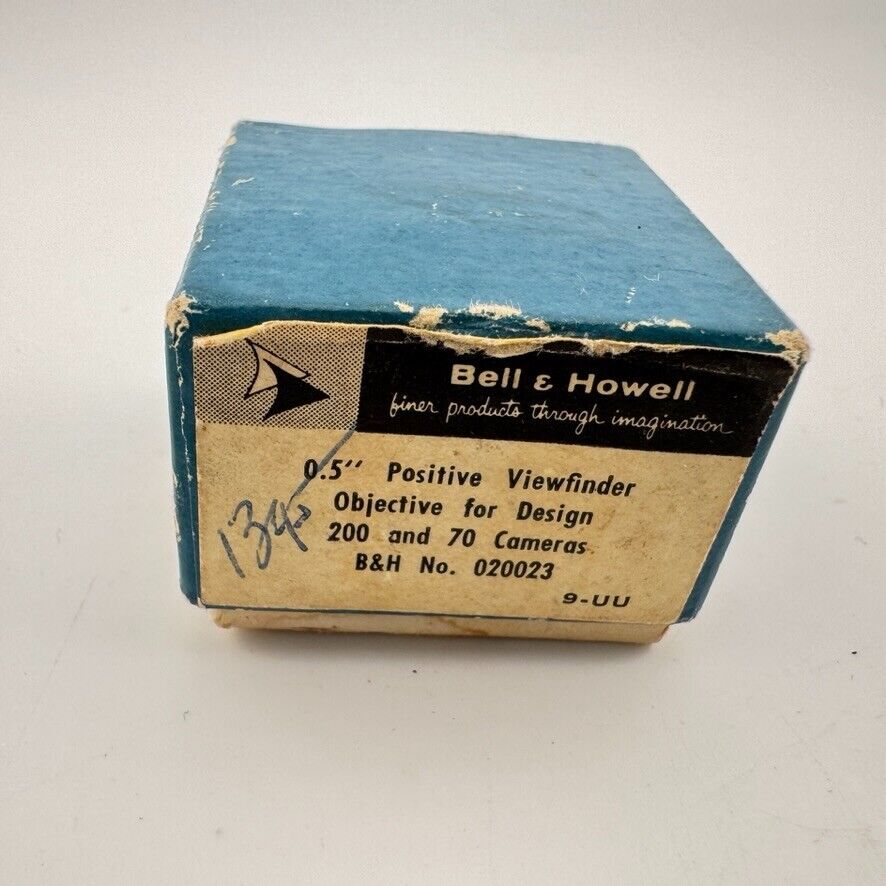 Bell & Howell
finer products through imagination
0.5" Positive Viewfinder
Objective for Design
200 and 70 Cameras
B&H No. 020023
9-UU